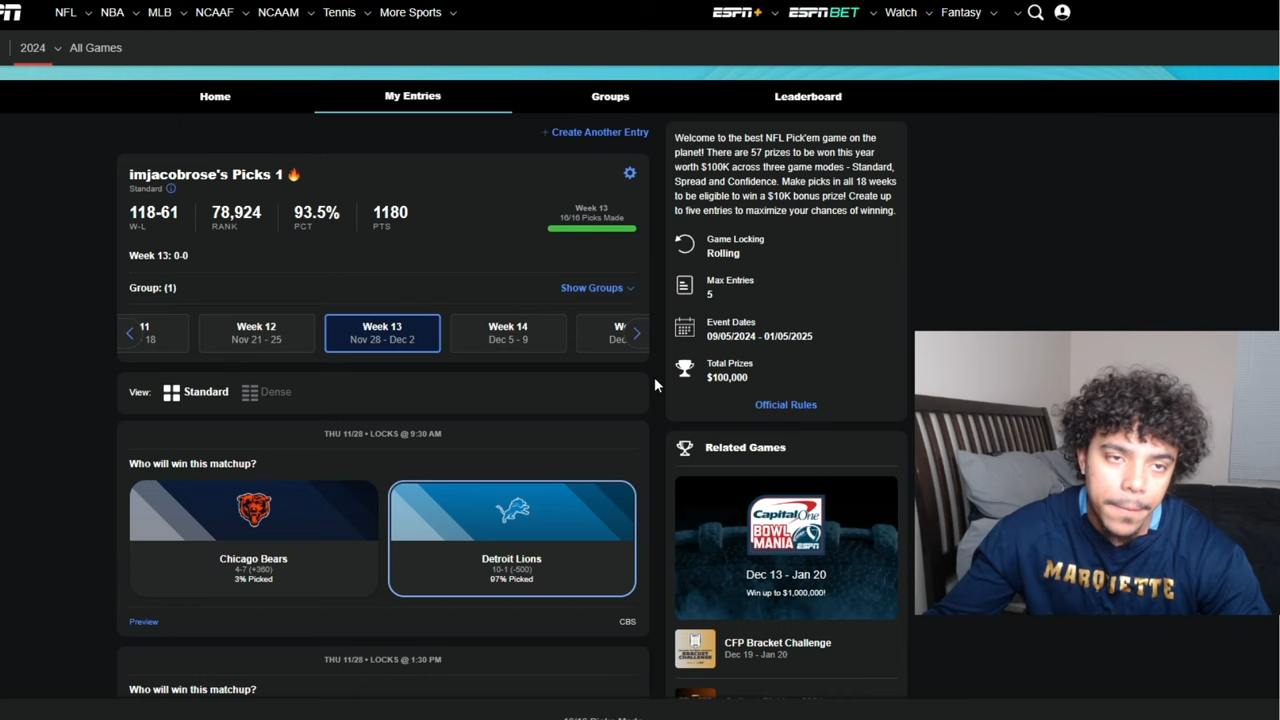 NFL NBA MLB NCAAF NCAAM Tennis More Sports ESPN+ ESPN BET Watch Fantasy
2024 All Games
Home My Entries Groups Leaderboard
+ Create Another Entry
imjacobrose's Picks 1 🔥
Standard
118-61 78,924 93.5% 1180
W-L RANK PCT PTS
Week 13
16/16 Picks Made
Week 13: 0-0
Group: (1) Show Groups
11 Week 12 Week 13 Week 14
18 Nov 21 - 25 Nov 28 - Dec 2 Dec 5 - 9 Dec
View: Standard Dense
THU 11/28 • LOCKS @ 9:30 AM
Who will win this matchup?
Chicago Bears
4-7 (+360)
3% Picked
Detroit Lions
10-1 (-500)
97% Picked
Preview CBS
THU 11/28 • LOCKS @ 1:30 PM
Who will win this matchup?
Welcome to the best NFL Pick'em game on the
planet! There are 57 prizes to be won this year
worth $100K across three game modes - Standard,
Spread and Confidence. Make picks in all 18 weeks
to be eligible to win a $10K bonus prize! Create up
to five entries to maximize your chances of winning.
Game Locking
Rolling
Max Entries
5
Event Dates
09/05/2024 - 01/05/2025
Total Prizes
$100,000
Official Rules
Related Games
Capital One
BOWL
MANIA ESPN
Dec 13 - Jan 20
Win up to $1,000,000!
CFP Bracket Challenge
Dec 19 - Jan 20
MARQUETTE